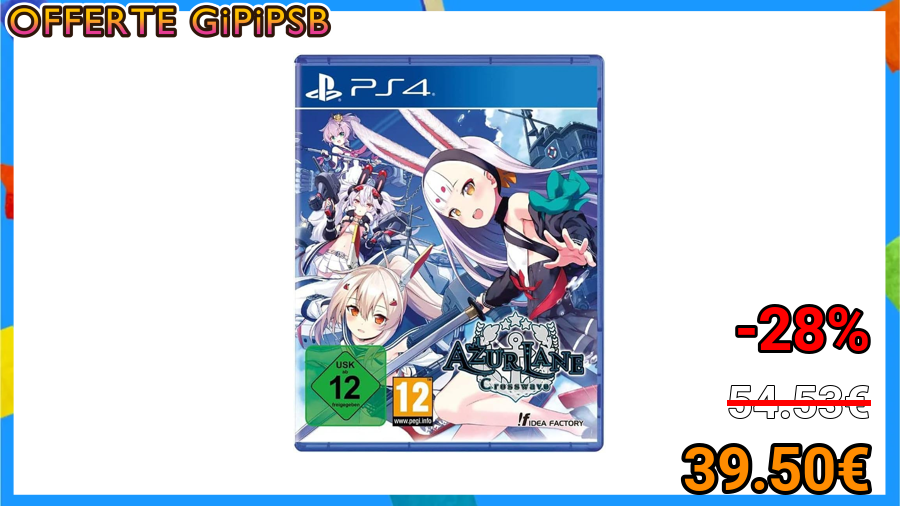 OFFERTE GiPiPSB
PS4
AZUR LANE
Crosswave
USK
ab
12
freigegeben
12
www.pegi.info
!f IDEA FACTORY
-28%
54.53€
39.50€